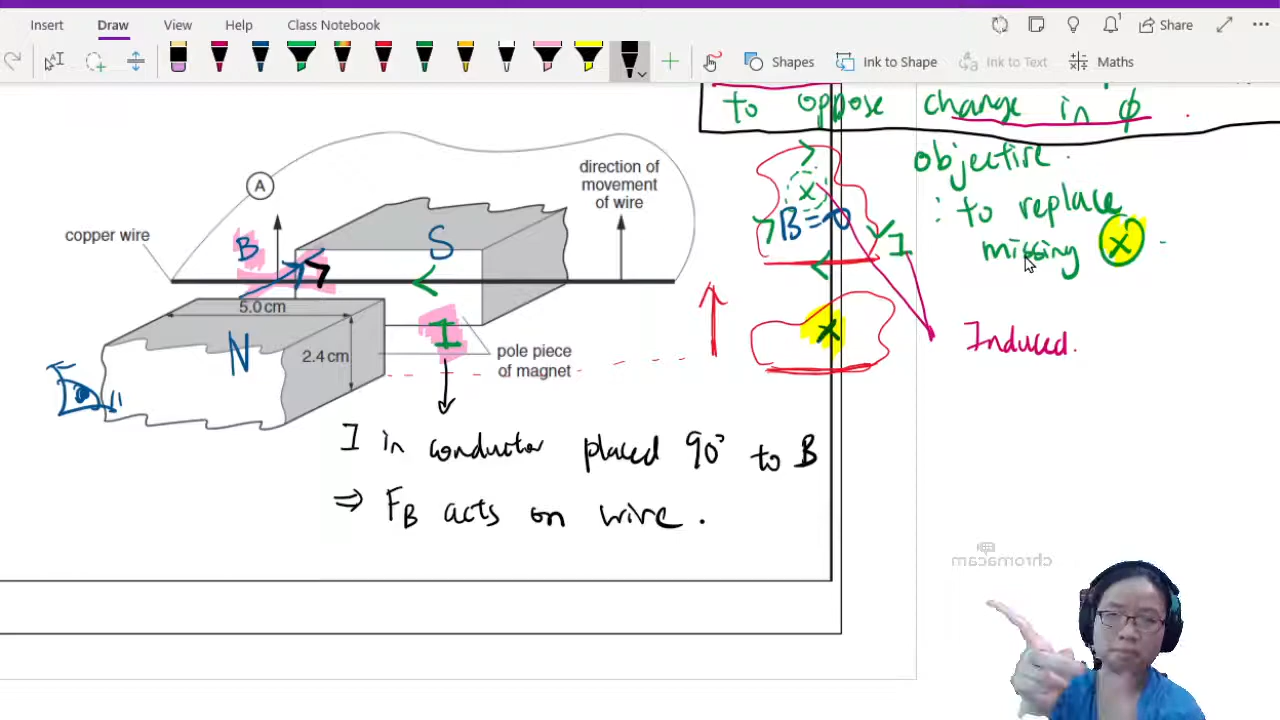 Insert Draw View Help Class Notebook
1 Share
Shapes Ink to Shape Ink to Text Maths
to oppose change in ϕ .
objective .
: to replace
missing x
direction of
movement
of wire
A
copper wire
B
S
x
B = 0
I
5.0 cm
N
2.4 cm
I
x
Induced.
pole piece
of magnet
I in conductor placed 90° to B
⇒ FB acts on wire .
chromacam